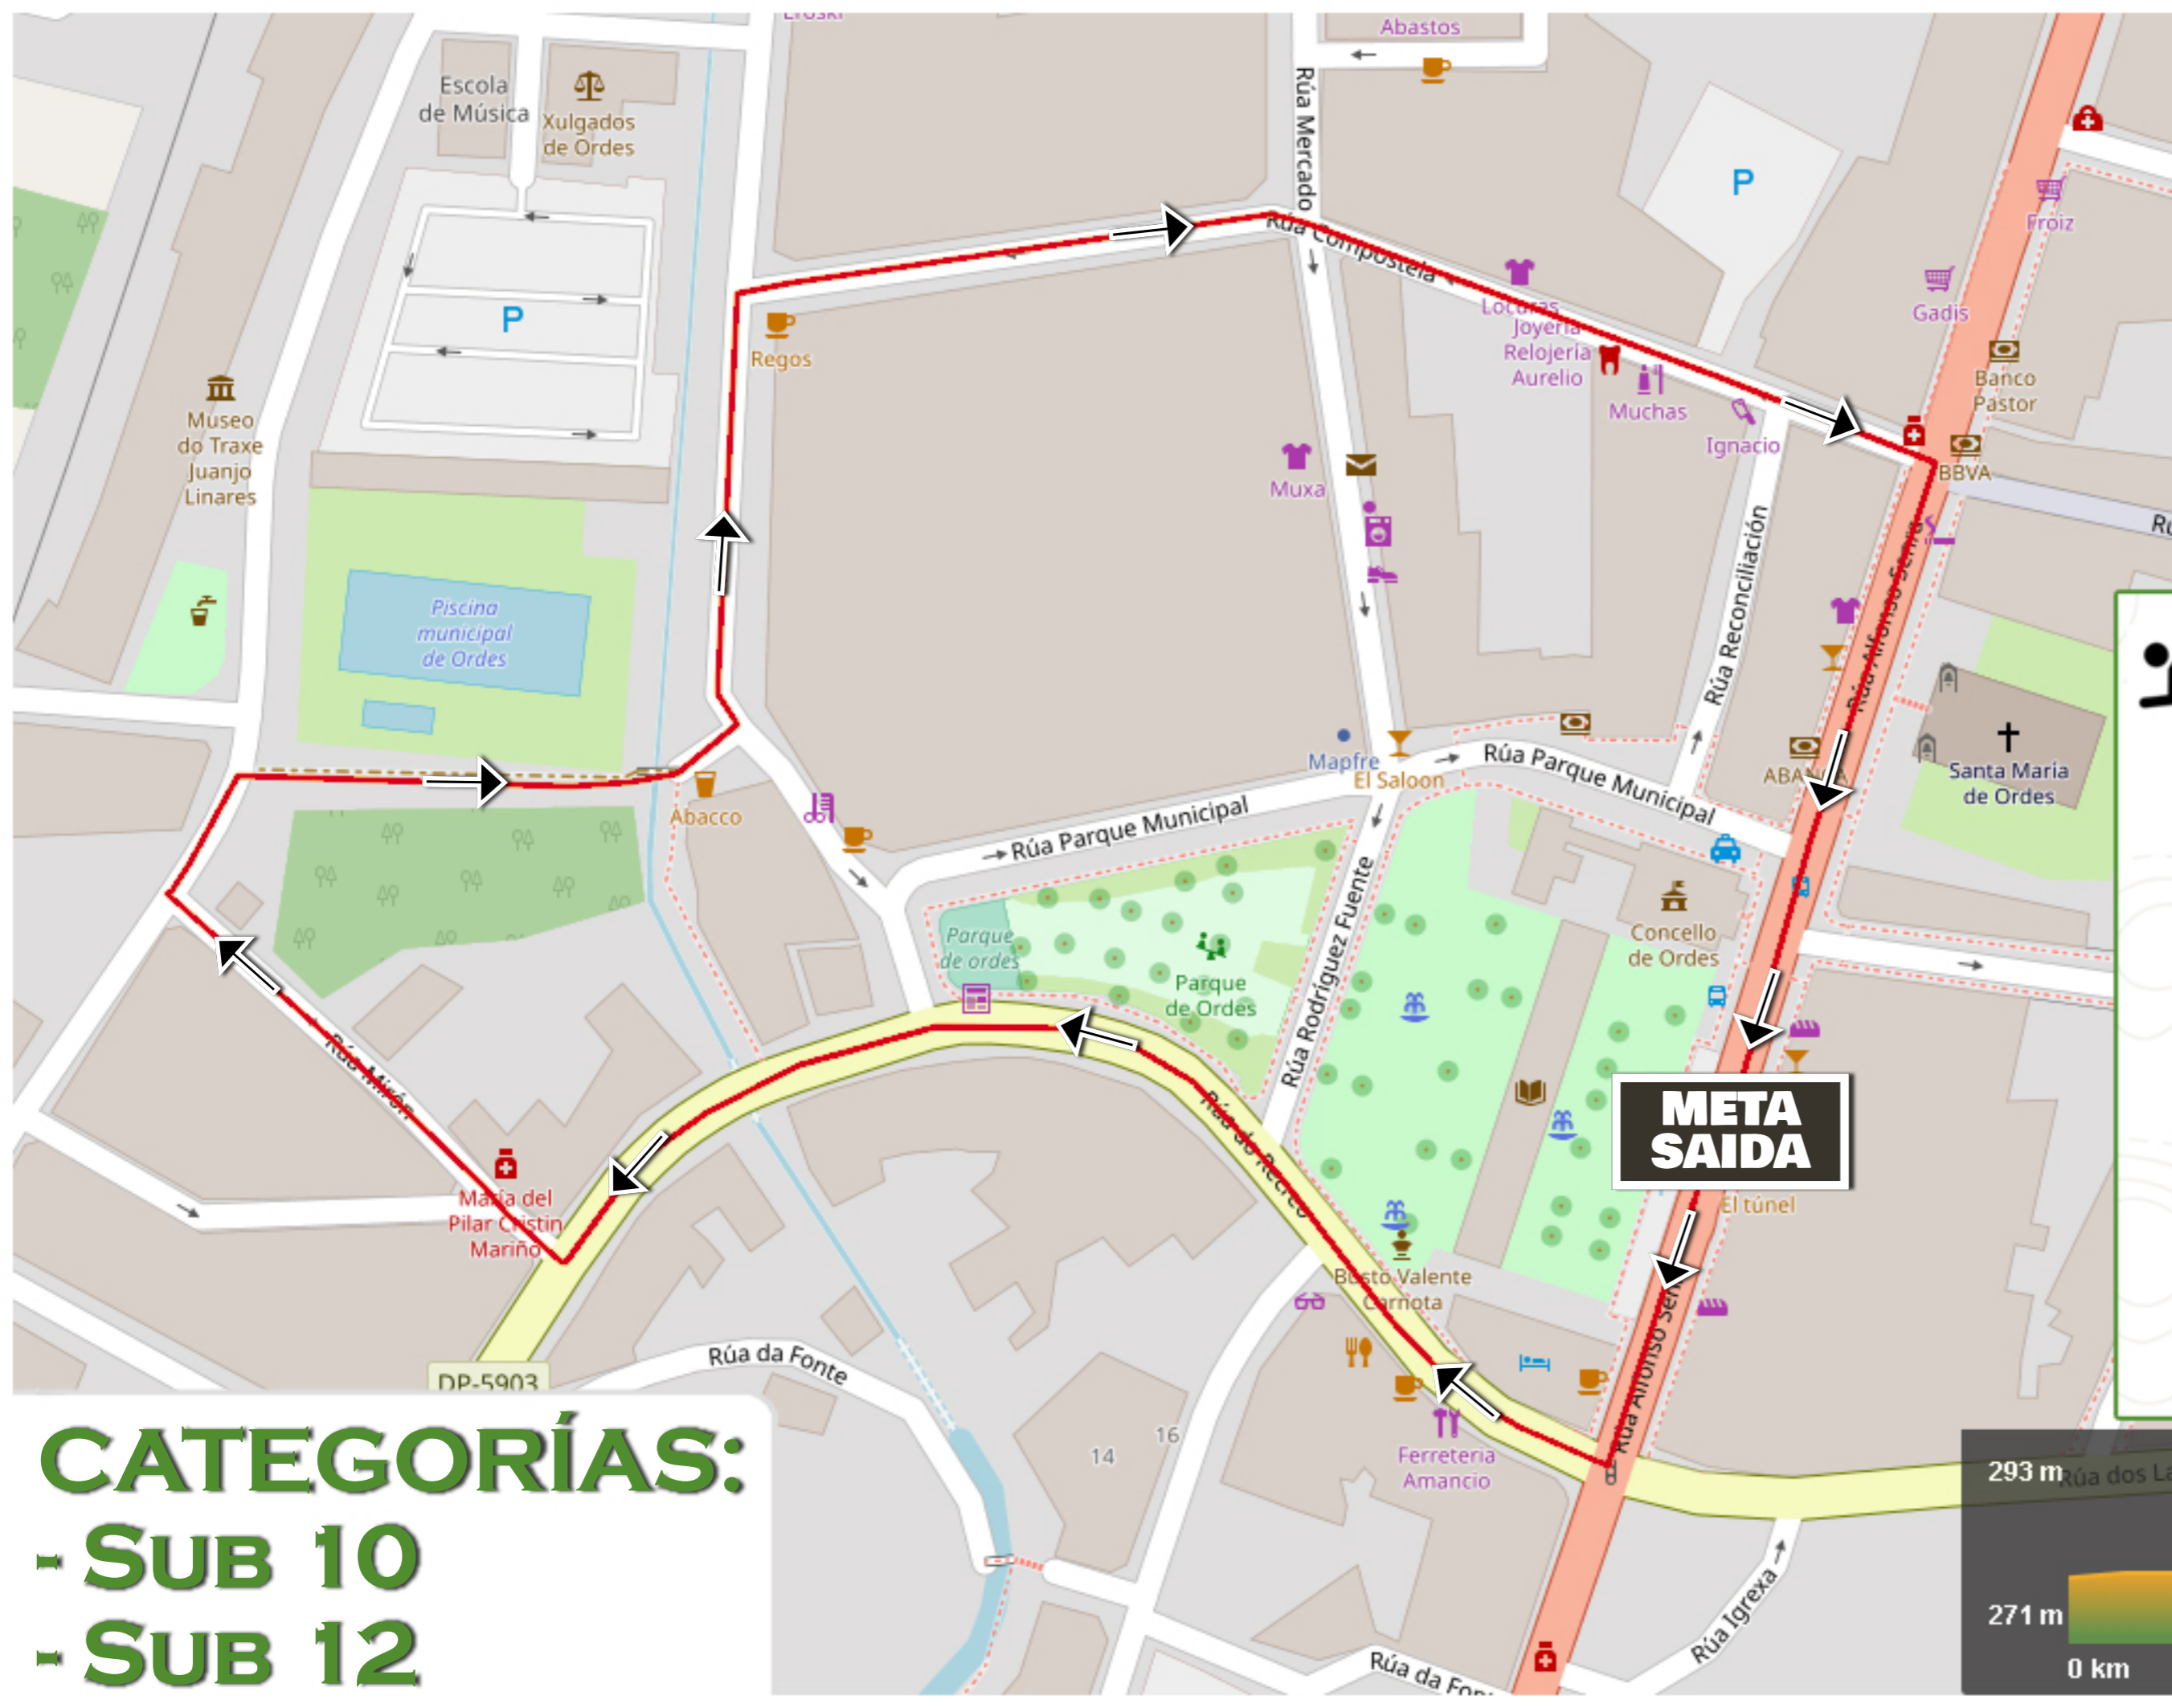 Eroski
Abastos
Escola
de Música
Xulgados
de Ordes
Rúa Mercado
P
Froiz
Rúa Compostela
Gadis
P
Locuras
Joyería
Relojería
Aurelio
Regos
Muchas
Banco
Pastor
Museo
do Traxe
Juanjo
Linares
Ignacio
BBVA
Muxa
Rúa Reconciliación
Rúa Alfonso Senra
Piscina
municipal
de Ordes
Mapfre
El Saloon
Rúa Parque Municipal
ABANCA
Santa María
de Ordes
Abacco
Rúa Parque Municipal
Rúa Rodríguez Fuente
Parque
de ordes
Concello
de Ordes
Parque
de Ordes
Rúa Mirón
Rúa do Recreo
META
SAIDA
María del
Pilar Cristin
Mariño
El túnel
Busto Valente
Carnota
Rúa da Fonte
Rúa Alfonso Senra
DP-5903
Ferreteria
Amancio
16
14
CATEGORÍAS:
- SUB 10
- SUB 12
293 m
271 m
0 km
Rúa Igrexa